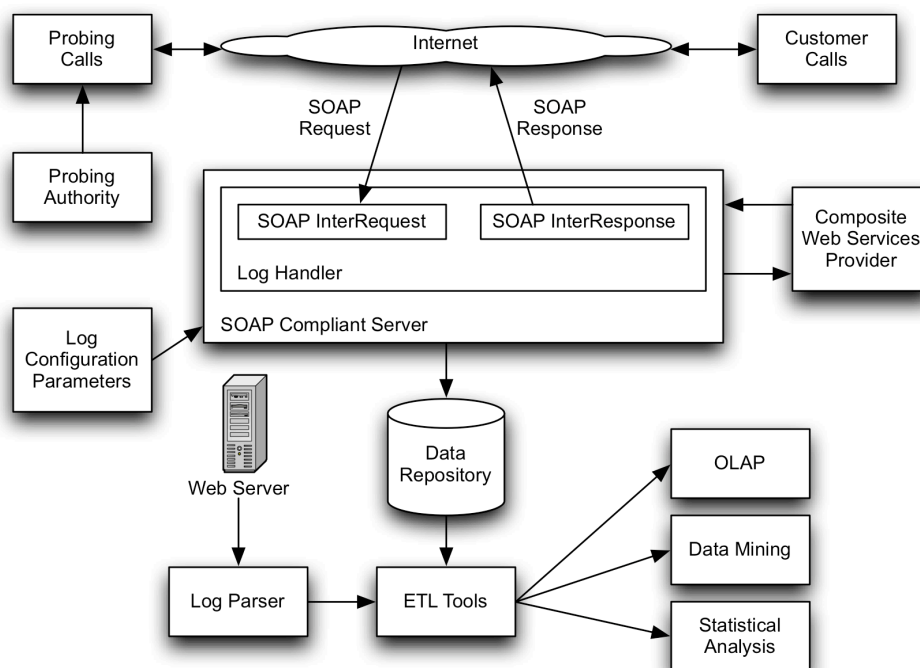 Probing
Calls
Internet
Customer
Calls
SOAP
Request
SOAP
Response
Probing
Authority
SOAP InterRequest
SOAP InterResponse
Log Handler
SOAP Compliant Server
Composite
Web Services
Provider
Log
Configuration
Parameters
Web Server
Data
Repository
OLAP
Data Mining
Statistical
Analysis
Log Parser
ETL Tools